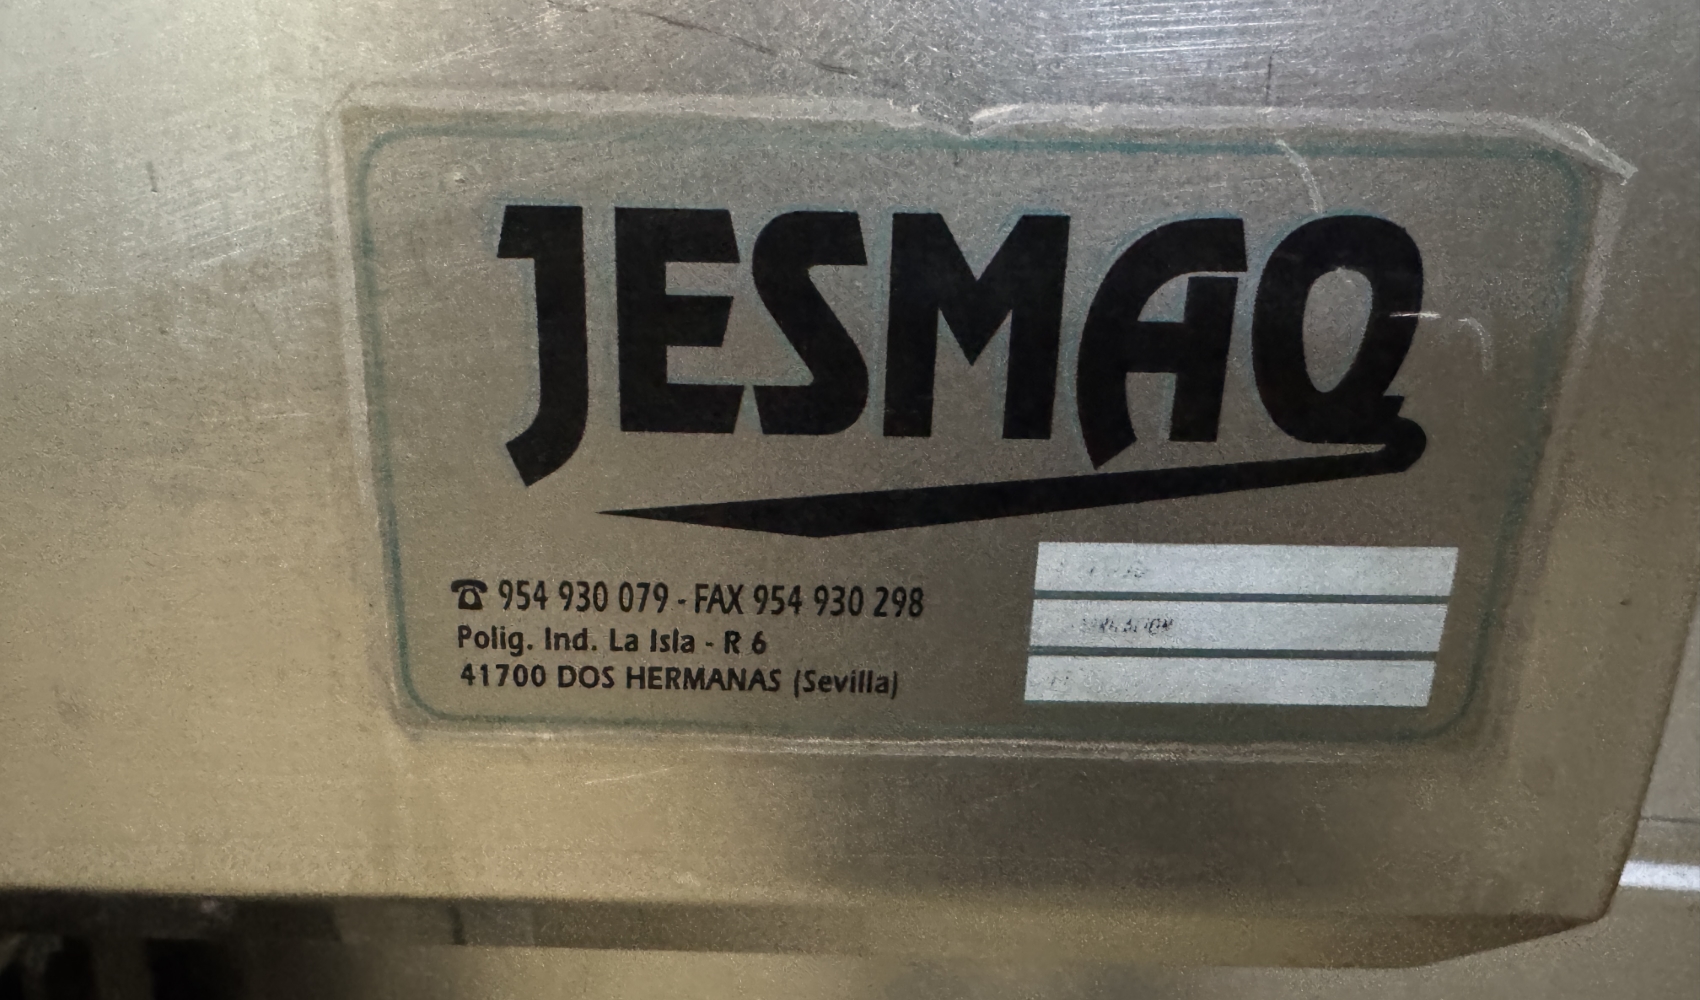 JESMAQ
☎ 954 930 079 - FAX 954 930 298
Polig. Ind. La Isla - R 6
41700 DOS HERMANAS (Sevilla)